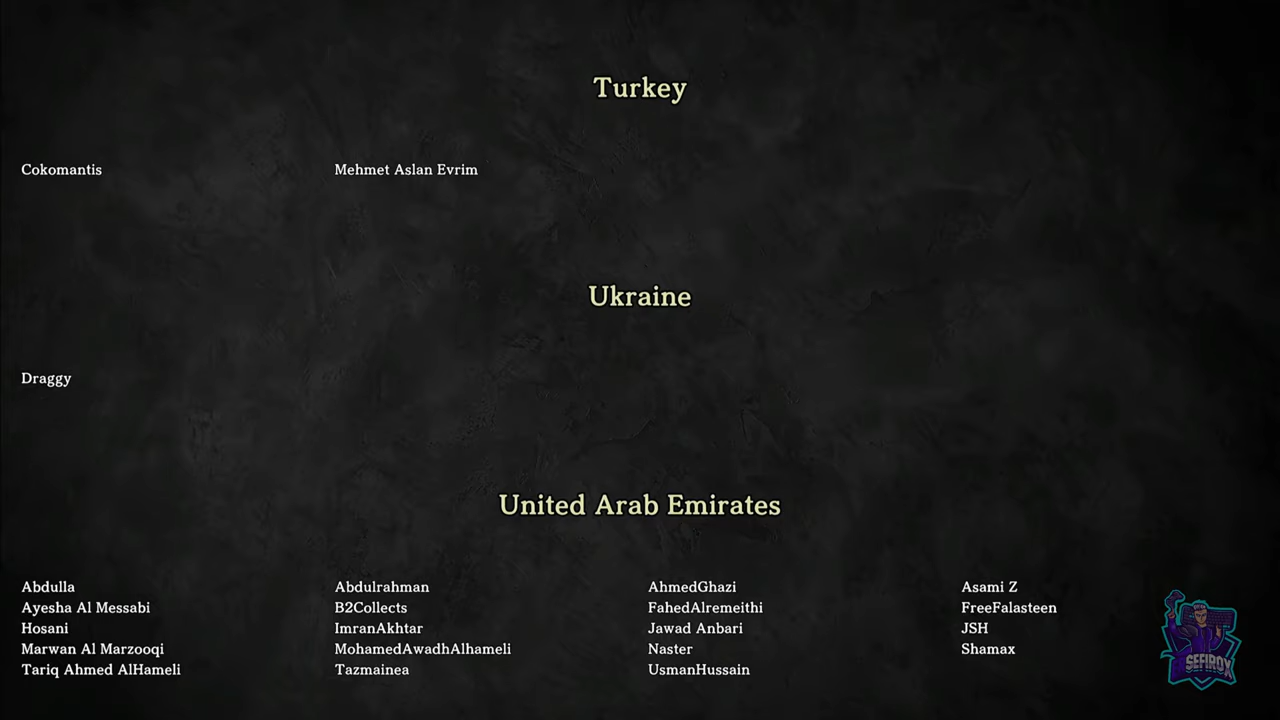 Turkey
Cokomantis Mehmet Aslan Evrim
Ukraine
Draggy
United Arab Emirates
Abdulla Abdulrahman AhmedGhazi Asami Z
Ayesha Al Messabi B2Collects FahedAlremeithi FreeFalasteen
Hosani ImranAkhtar Jawad Anbari JSH
Marwan Al Marzooqi MohamedAwadhAlhameli Naster Shamax
Tariq Ahmed AlHameli Tazmainea UsmanHussain
SEFIROX